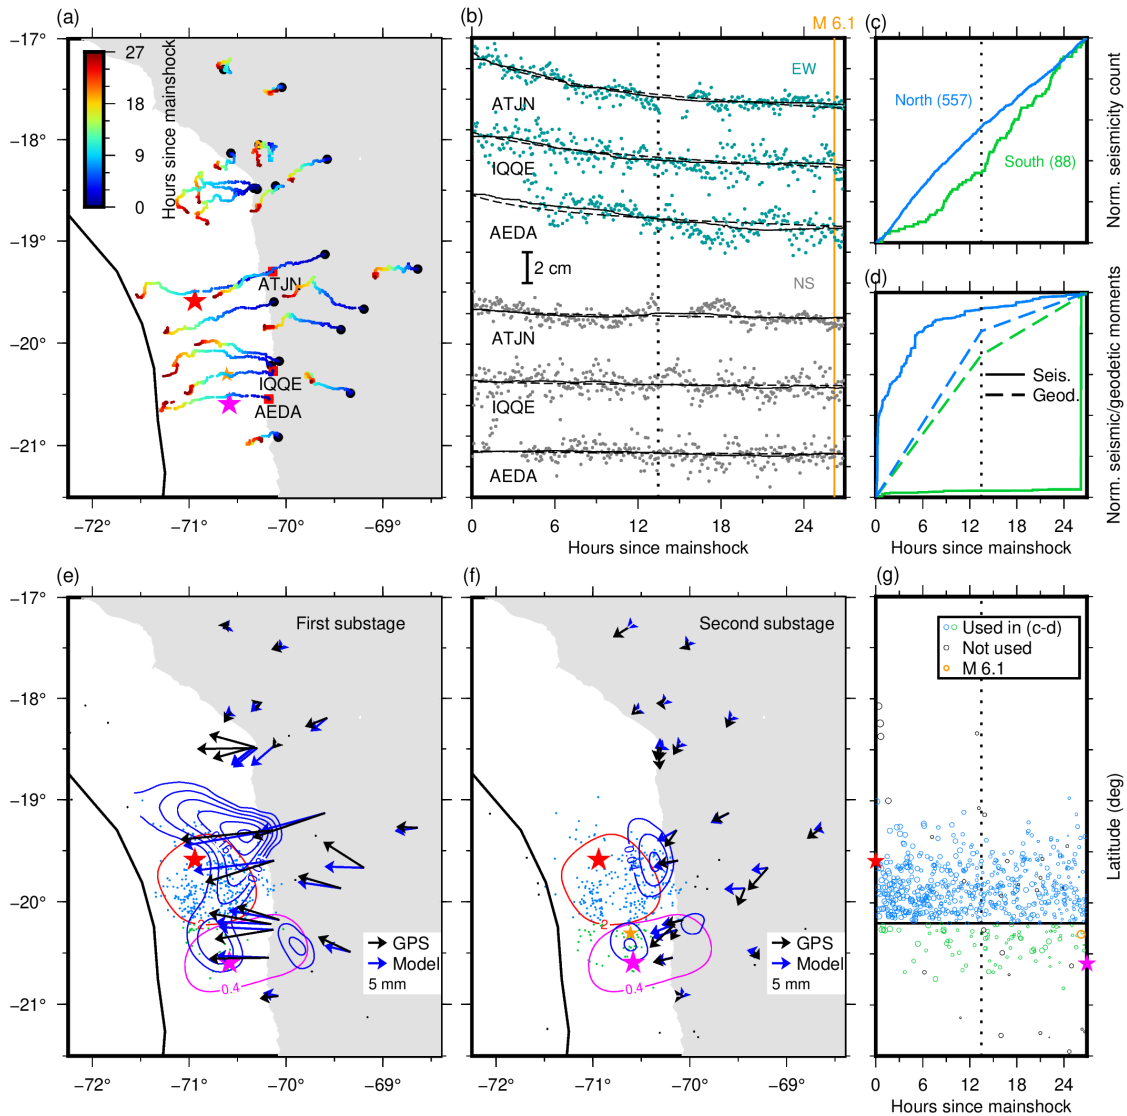 (a)
−17°
−18°
−19°
−20°
−21°
−72°
−71°
−70°
−69°
27
18
9
0
Hours since mainshock
ATJN
IQQE
AEDA
(b)
M 6.1
EW
ATJN
IQQE
AEDA
2 cm
NS
ATJN
IQQE
AEDA
0
6
12
18
24
Hours since mainshock
(c)
North (557)
South (88)
Norm. seismicity count
(d)
Seis.
Geod.
Norm. seismic/geodetic moments
0
6
12
18
24
Hours since mainshock
(e)
First substage
−17°
−18°
−19°
−20°
−21°
−72°
−71°
−70°
−69°
0.4
GPS
Model
5 mm
(f)
Second substage
0.4
GPS
Model
5 mm
−72°
−71°
−70°
−69°
(g)
Used in (c-d)
Not used
M 6.1
Latitude (deg)
0
6
12
18
24
Hours since mainshock